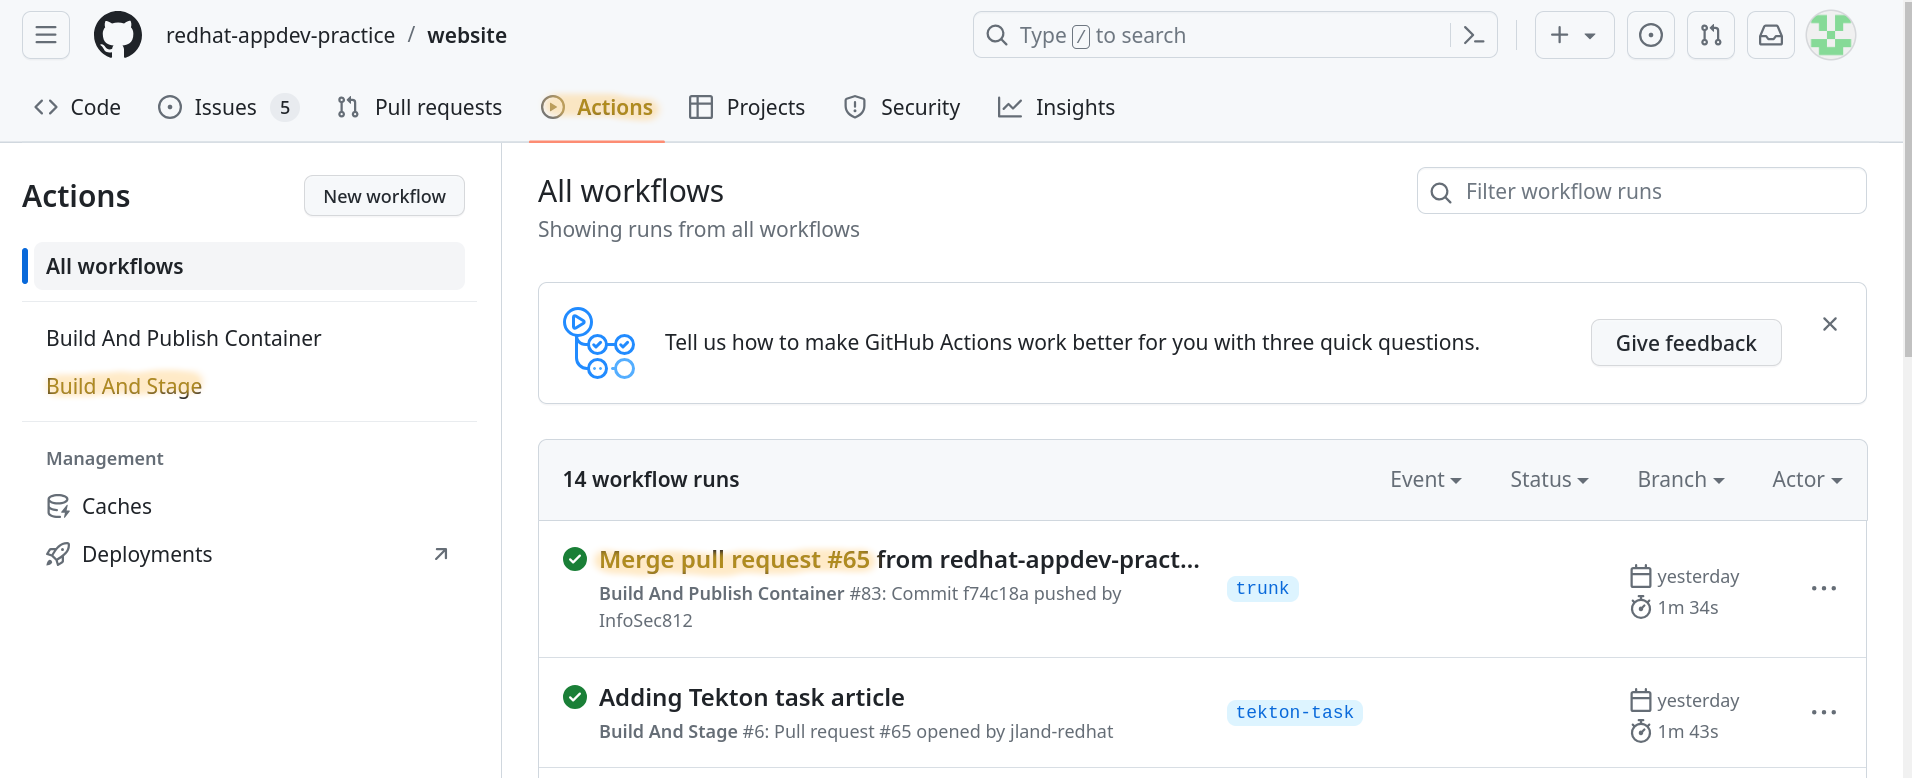 redhat-appdev-practice / website
Type / to search
Code
Issues 5
Pull requests
Actions
Projects
Security
Insights
Actions
New workflow
All workflows
Build And Publish Container
Build And Stage
Management
Caches
Deployments
All workflows
Showing runs from all workflows
Filter workflow runs
Tell us how to make GitHub Actions work better for you with three quick questions.
Give feedback
14 workflow runs
Event
Status
Branch
Actor
Merge pull request #65 from redhat-appdev-pract...
Build And Publish Container #83: Commit f74c18a pushed by
InfoSec812
trunk
yesterday
1m 34s
Adding Tekton task article
Build And Stage #6: Pull request #65 opened by jland-redhat
tekton-task
yesterday
1m 43s